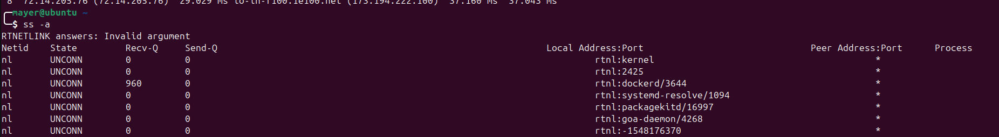 8  72.14.205.76 (72.14.205.76)  29.029 ms to-in-f100.1e100.net (173.194.222.100)  37.160 ms  37.043 ms
mayer@ubuntu ~
$ ss -a
RTNETLINK answers: Invalid argument
Netid State Recv-Q Send-Q Local Address:Port Peer Address:Port Process
nl UNCONN 0 0 rtnl:kernel *
nl UNCONN 0 0 rtnl:2425 *
nl UNCONN 960 0 rtnl:dockerd/3644 *
nl UNCONN 0 0 rtnl:systemd-resolve/1094 *
nl UNCONN 0 0 rtnl:packagekitd/16997 *
nl UNCONN 0 0 rtnl:goa-daemon/4268 *
nl UNCONN 0 0 rtnl:-1548176370 *